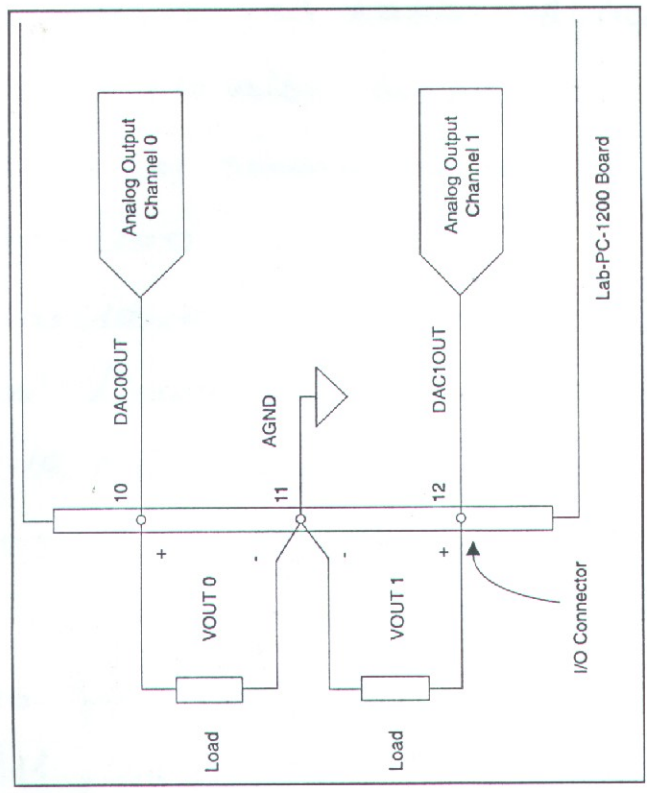 Analog Output
Channel 0
Analog Output
Channel 1
DAC0OUT
AGND
DAC1OUT
10
11
12
+
-
-
+
VOUT 0
VOUT 1
Load
Load
I/O Connector
Lab-PC-1200 Board